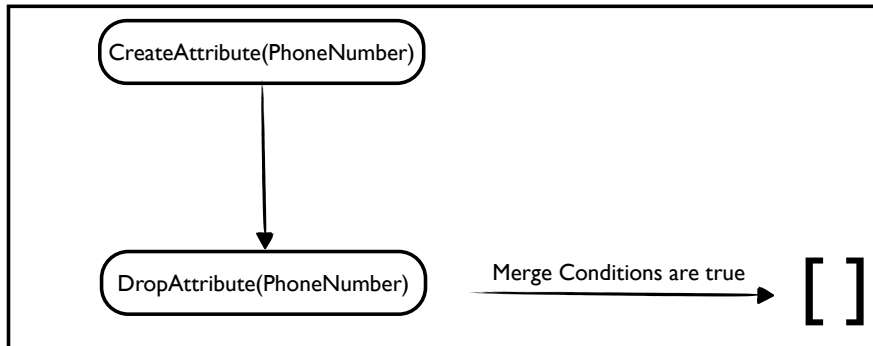 CreateAttribute(PhoneNumber)
DropAttribute(PhoneNumber)
Merge Conditions are true
[ ]